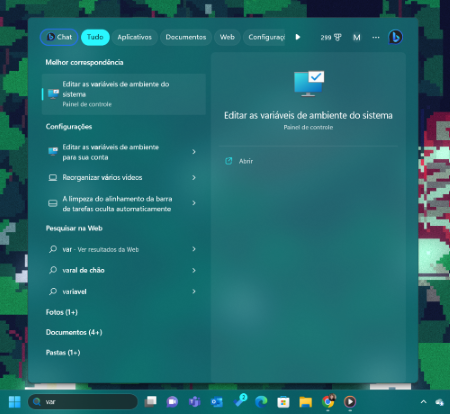 Chat Tudo Aplicativos Documentos Web Configuraç 299 M
Melhor correspondência
Editar as variáveis de ambiente do
sistema
Painel de controle
Configurações
Editar as variáveis de ambiente
para sua conta
Reorganizar vários vídeos
A limpeza do alinhamento da barra
de tarefas oculta automaticamente
Pesquisar na Web
var - Ver resultados da Web
varal de chão
variavel
Fotos (1+)
Documentos (4+)
Pastas (1+)
Editar as variáveis de ambiente do sistema
Painel de controle
Abrir
var